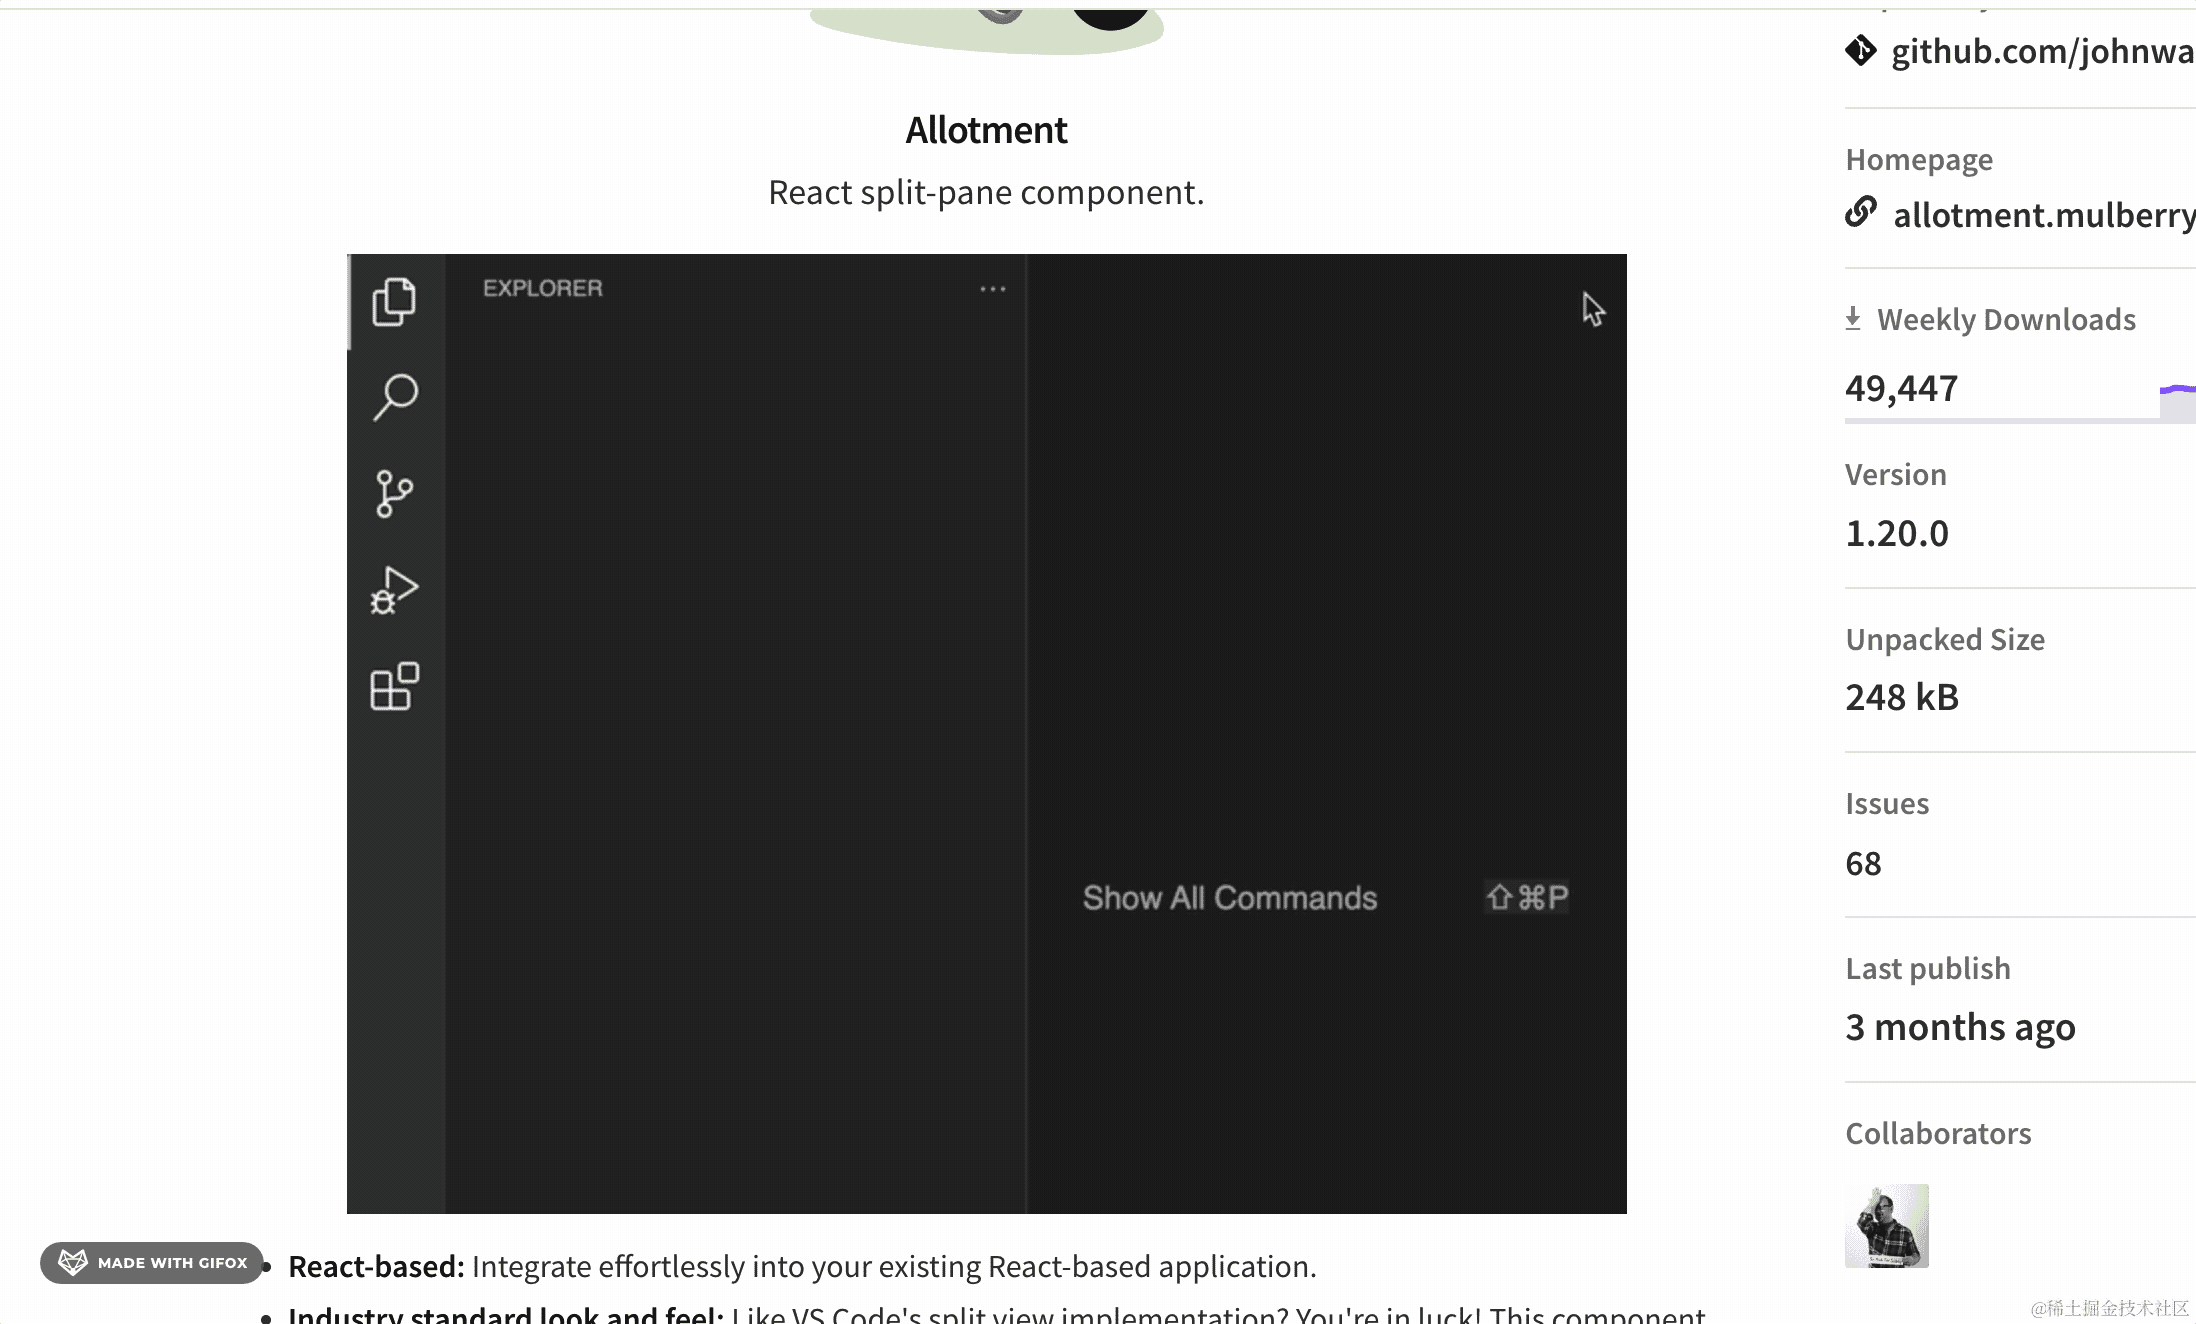 github.com/johnwa
Allotment
React split-pane component.
Homepage
allotment.mulberry
EXPLORER
···
Weekly Downloads
49,447
Version
1.20.0
Unpacked Size
248 kB
Issues
68
Show All Commands ⇧⌘P
Last publish
3 months ago
Collaborators
MADE WITH GIFOX
• React-based: Integrate effortlessly into your existing React-based application.
• Industry standard look and feel: Like VS Code's split view implementation? You're in luck! This component
@稀土掘金技术社区